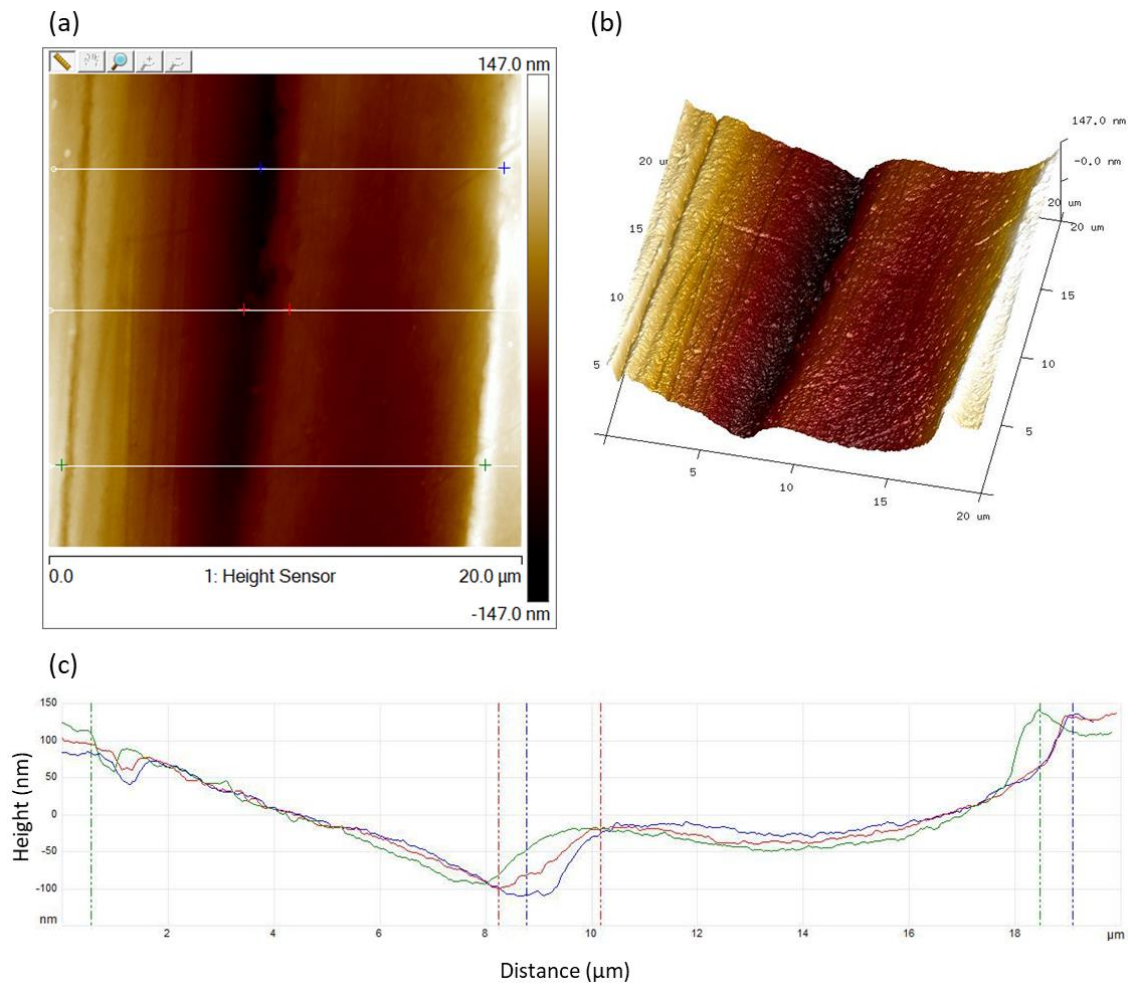 (a)
(b)
147.0 nm
0.0
1: Height Sensor
20.0 µm
-147.0 nm
147.0 nm
-0.0 nm
20 um
20 um
20 um
15
10
5
15
10
5
5
10
15
20 um
(c)
Height (nm)
150
100
50
0
-50
-100
nm
2
4
6
8
10
12
14
16
18
µm
Distance (µm)